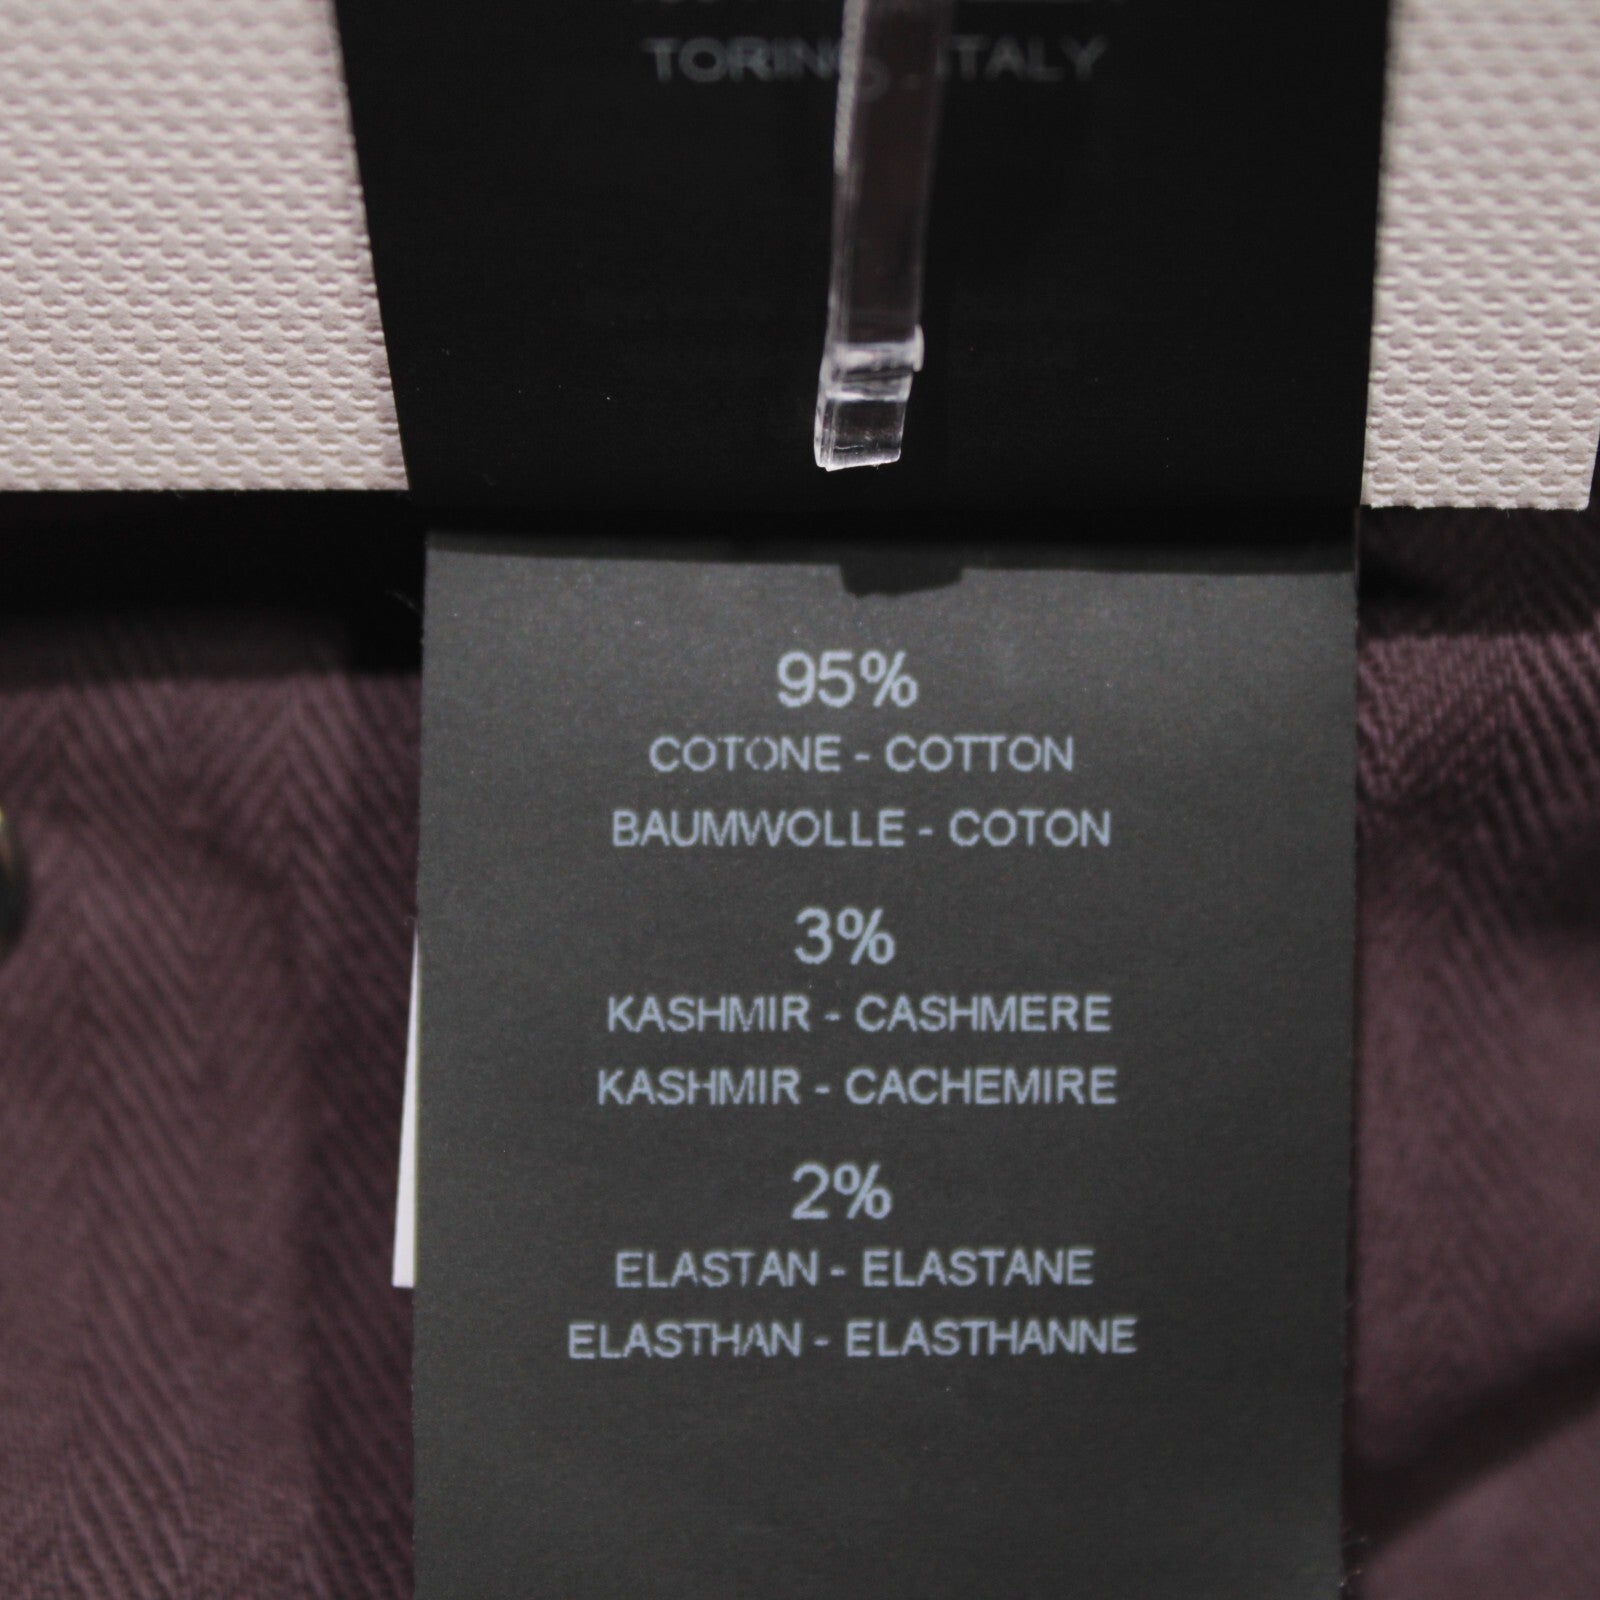 TORINO - ITALY
95%
COTONE - COTTON
BAUMWOLLE - COTON
3%
KASHMIR - CASHMERE
KASHMIR - CACHEMIRE
2%
ELASTAN - ELASTANE
ELASTHAN - ELASTHANNE